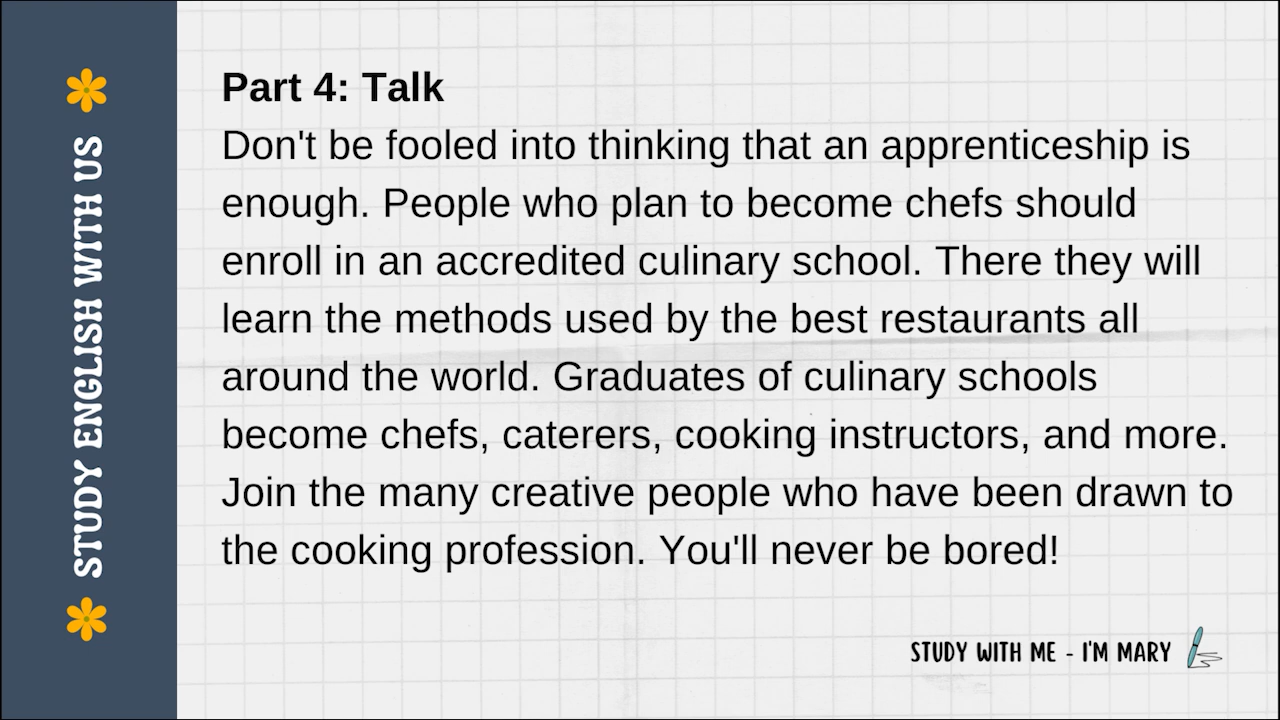 STUDY ENGLISH WITH US
Part 4: Talk
Don't be fooled into thinking that an apprenticeship is
enough. People who plan to become chefs should
enroll in an accredited culinary school. There they will
learn the methods used by the best restaurants all
around the world. Graduates of culinary schools
become chefs, caterers, cooking instructors, and more.
Join the many creative people who have been drawn to
the cooking profession. You'll never be bored!
STUDY WITH ME - I'M MARY